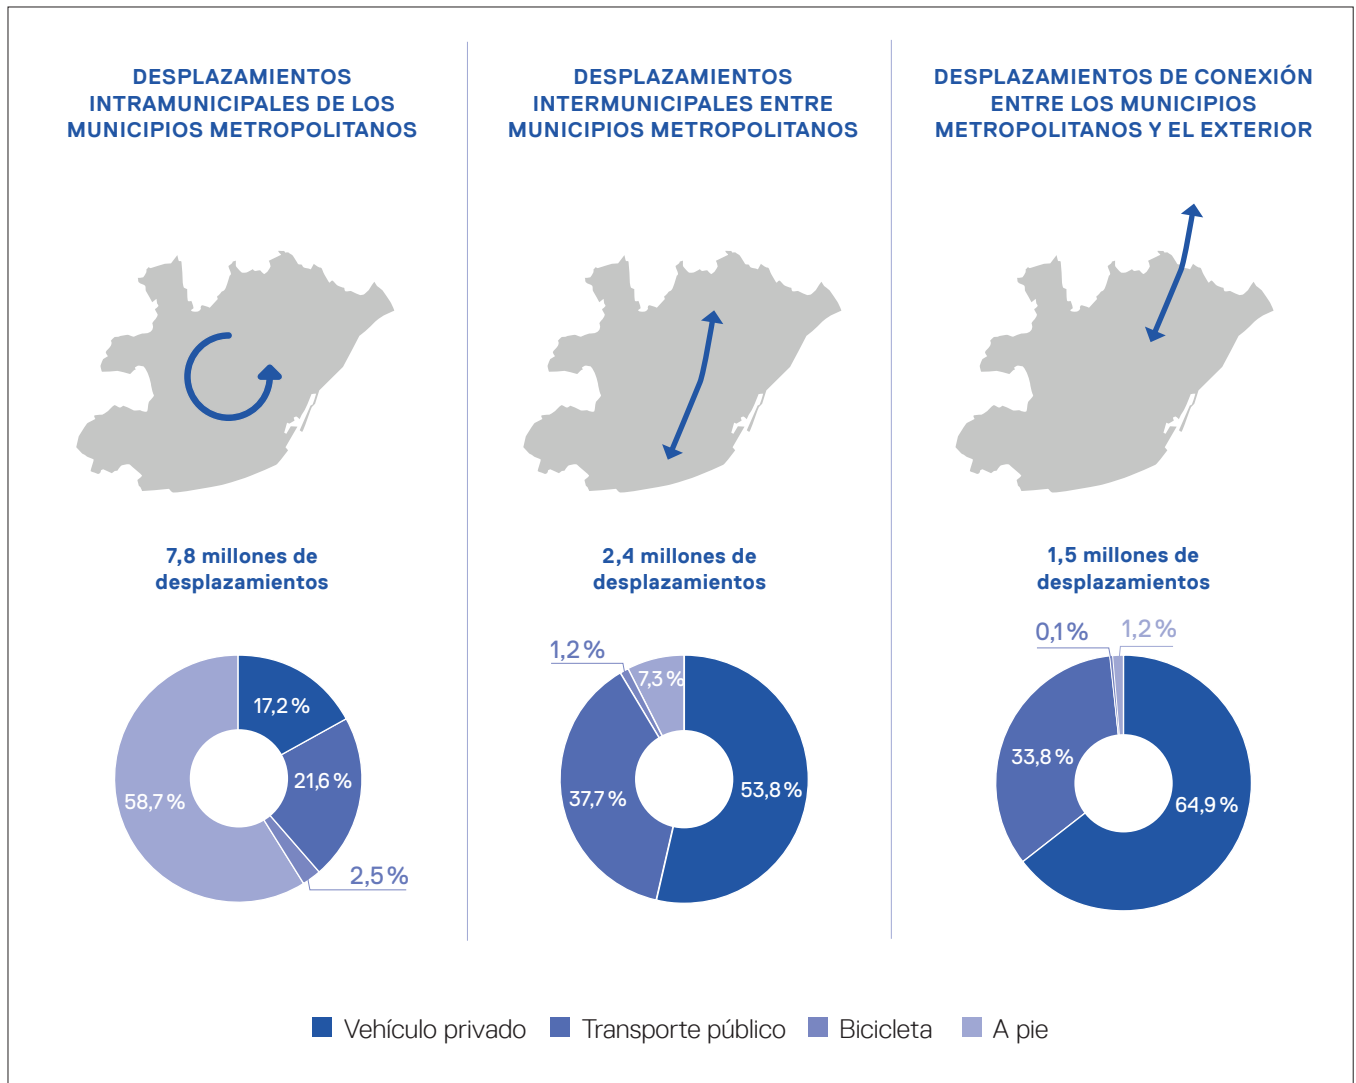 DESPLAZAMIENTOS
INTRAMUNICIPALES DE LOS
MUNICIPIOS METROPOLITANOS
7,8 millones de
desplazamientos
17,2 %
21,6 %
58,7 %
2,5 %
DESPLAZAMIENTOS
INTERMUNICIPALES ENTRE
MUNICIPIOS METROPOLITANOS
2,4 millones de
desplazamientos
1,2 %
7,3 %
53,8 %
37,7 %
DESPLAZAMIENTOS DE CONEXIÓN
ENTRE LOS MUNICIPIOS
METROPOLITANOS Y EL EXTERIOR
1,5 millones de
desplazamientos
0,1 %
1,2 %
33,8 %
64,9 %
Vehículo privado
Transporte público
Bicicleta
A pie